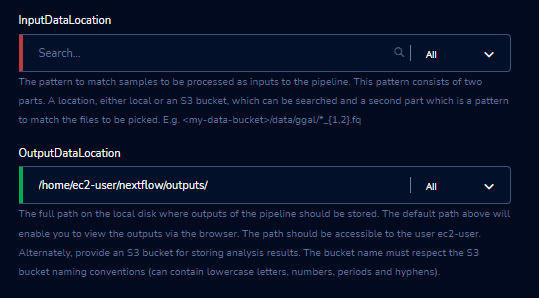 InputDataLocation
Search...
All
The pattern to match samples to be processed as inputs to the pipeline. This pattern consists of two
parts. A location, either local or an S3 bucket, which can be searched and a second part which is a pattern
to match the files to be picked. E.g. <my-data-bucket>/data/ggal/*_{1,2}.fq
OutputDataLocation
/home/ec2-user/nextflow/outputs/
All
The full path on the local disk where outputs of the pipeline should be stored. The default path above will
enable you to view the outputs via the browser. The path should be accessible to the user ec2-user.
Alternately, provide an S3 bucket for storing analysis results. The bucket name must respect the S3
bucket naming conventions (can contain lowercase letters, numbers, periods and hyphens).